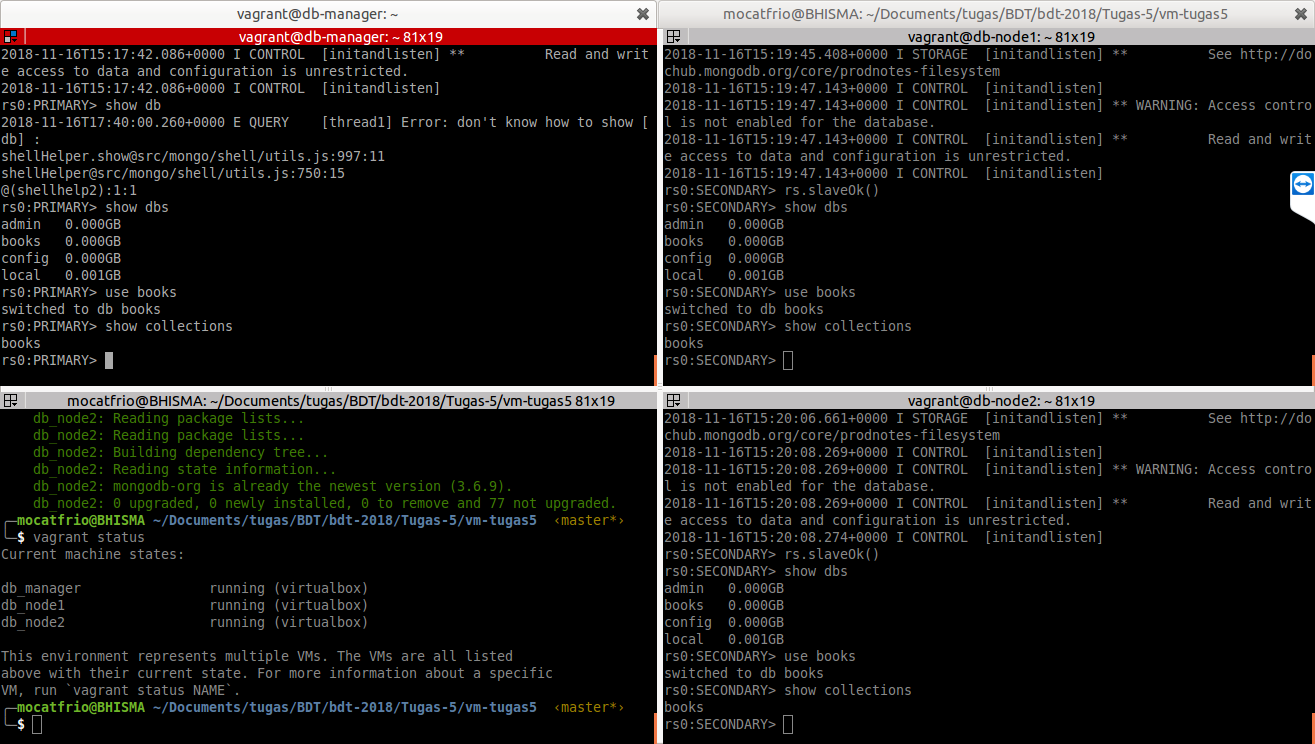 vagrant@db-manager: ~
mocatfrio@BHISMA: ~/Documents/tugas/BDT/bdt-2018/Tugas-5/vm-tugas5
vagrant@db-manager: ~ 81x19
2018-11-16T15:17:42.086+0000 I CONTROL  [initandlisten] **          Read and writ
e access to data and configuration is unrestricted.
2018-11-16T15:17:42.086+0000 I CONTROL  [initandlisten]
rs0:PRIMARY> show db
2018-11-16T17:40:00.260+0000 E QUERY    [thread1] Error: don't know how to show [
db] :
shellHelper.show@src/mongo/shell/utils.js:997:11
shellHelper@src/mongo/shell/utils.js:750:15
@(shellhelp2):1:1
rs0:PRIMARY> show dbs
admin   0.000GB
books   0.000GB
config  0.000GB
local   0.001GB
rs0:PRIMARY> use books
switched to db books
rs0:PRIMARY> show collections
books
rs0:PRIMARY>
vagrant@db-node1: ~ 81x19
2018-11-16T15:19:45.408+0000 I STORAGE  [initandlisten] **          See http://do
chub.mongodb.org/core/prodnotes-filesystem
2018-11-16T15:19:47.143+0000 I CONTROL  [initandlisten]
2018-11-16T15:19:47.143+0000 I CONTROL  [initandlisten] ** WARNING: Access contro
l is not enabled for the database.
2018-11-16T15:19:47.143+0000 I CONTROL  [initandlisten] **          Read and writ
e access to data and configuration is unrestricted.
2018-11-16T15:19:47.143+0000 I CONTROL  [initandlisten]
rs0:SECONDARY> rs.slaveOk()
rs0:SECONDARY> show dbs
admin   0.000GB
books   0.000GB
config  0.000GB
local   0.001GB
rs0:SECONDARY> use books
switched to db books
rs0:SECONDARY> show collections
books
rs0:SECONDARY>
mocatfrio@BHISMA: ~/Documents/tugas/BDT/bdt-2018/Tugas-5/vm-tugas5 81x19
db_node2: Reading package lists...
db_node2: Reading package lists...
db_node2: Building dependency tree...
db_node2: Reading state information...
db_node2: mongodb-org is already the newest version (3.6.9).
db_node2: 0 upgraded, 0 newly installed, 0 to remove and 77 not upgraded.
╭─mocatfrio@BHISMA ~/Documents/tugas/BDT/bdt-2018/Tugas-5/vm-tugas5  ‹master*›
╰─$ vagrant status
Current machine states:
db_manager                running (virtualbox)
db_node1                  running (virtualbox)
db_node2                  running (virtualbox)
This environment represents multiple VMs. The VMs are all listed
above with their current state. For more information about a specific
VM, run `vagrant status NAME`.
╭─mocatfrio@BHISMA ~/Documents/tugas/BDT/bdt-2018/Tugas-5/vm-tugas5  ‹master*›
╰─$
vagrant@db-node2: ~ 81x19
2018-11-16T15:20:06.661+0000 I STORAGE  [initandlisten] **          See http://do
chub.mongodb.org/core/prodnotes-filesystem
2018-11-16T15:20:08.269+0000 I CONTROL  [initandlisten]
2018-11-16T15:20:08.269+0000 I CONTROL  [initandlisten] ** WARNING: Access contro
l is not enabled for the database.
2018-11-16T15:20:08.269+0000 I CONTROL  [initandlisten] **          Read and writ
e access to data and configuration is unrestricted.
2018-11-16T15:20:08.274+0000 I CONTROL  [initandlisten]
rs0:SECONDARY> rs.slaveOk()
rs0:SECONDARY> show dbs
admin   0.000GB
books   0.000GB
config  0.000GB
local   0.001GB
rs0:SECONDARY> use books
switched to db books
rs0:SECONDARY> show collections
books
rs0:SECONDARY>